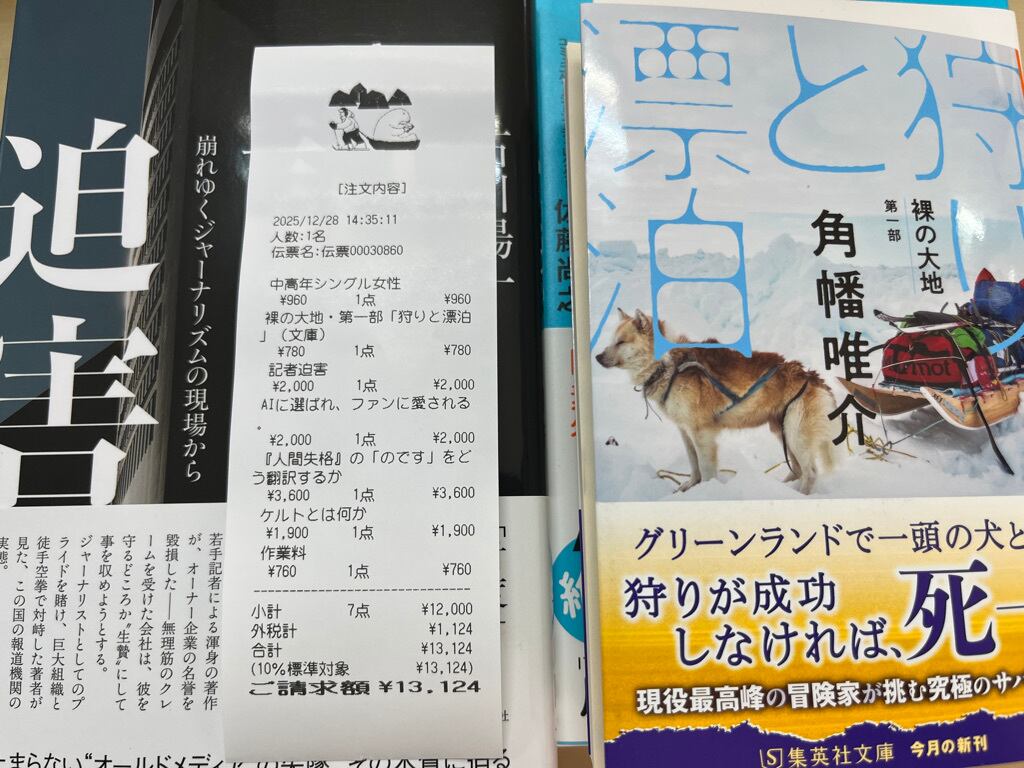 迫害
崩れゆくジャーナリズムの現場から
若手記者による渾身の著作
が、オーナー企業の名誉を
毀損した――無理筋のクレ
ームを受けた会社は、彼を
守るどころか“生贄”にして
事を収めようとする。
ジャーナリストとしてのプ
ライドを賭け、巨大組織と
徒手空拳で対峙した著者が
見た、この国の報道機関の
実態。
[注文内容]
2025/12/28 14:35:11
人数:1名
伝票名:伝票00030860
中高年シングル女性
¥960 1点 ¥960
裸の大地・第一部「狩りと漂泊
」（文庫）
¥780 1点 ¥780
記者迫害
¥2,000 1点 ¥2,000
AIに選ばれ、ファンに愛される
。
¥2,000 1点 ¥2,000
『人間失格』の「のです」をど
う翻訳するか
¥3,600 1点 ¥3,600
ケルトとは何か
¥1,900 1点 ¥1,900
作業料
¥760 1点 ¥760
小計 7点 ¥12,000
外税計 ¥1,124
合計 ¥13,124
(10%標準対象 ¥13,124)
ご請求額 ¥13,124
佐藤尚之
狩りと
漂泊
裸の大地
第一部
角幡唯介
グリーンランドで一頭の犬と
狩りが成功
しなければ、死―
現役最高峰の冒険家が挑む究極のサバ
集英社文庫 今月の新刊